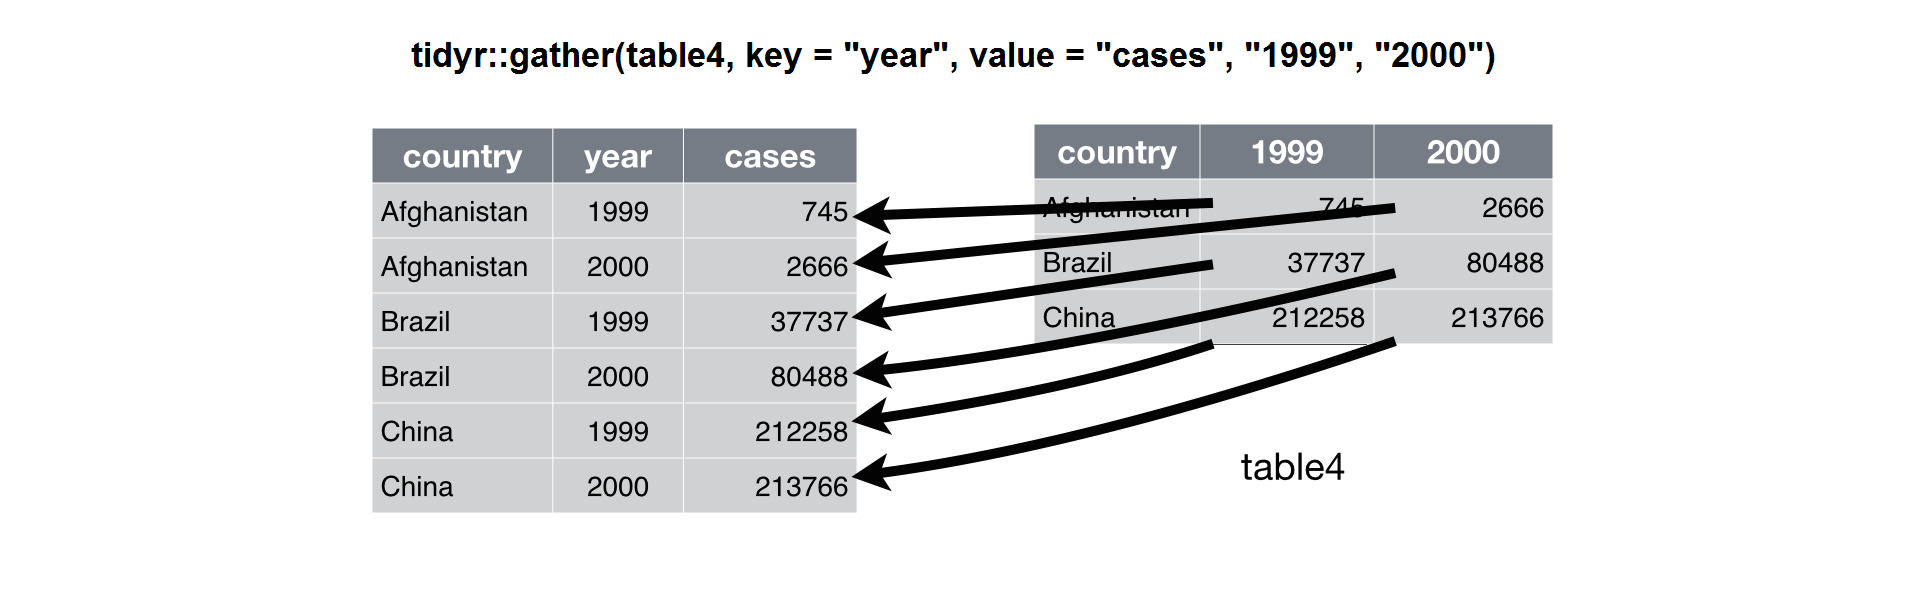 tidyr::gather(table4, key = "year", value = "cases", "1999", "2000")
country year cases
Afghanistan 1999 745
Afghanistan 2000 2666
Brazil 1999 37737
Brazil 2000 80488
China 1999 212258
China 2000 213766
country 1999 2000
Afghanistan 745 2666
Brazil 37737 80488
China 212258 213766
table4